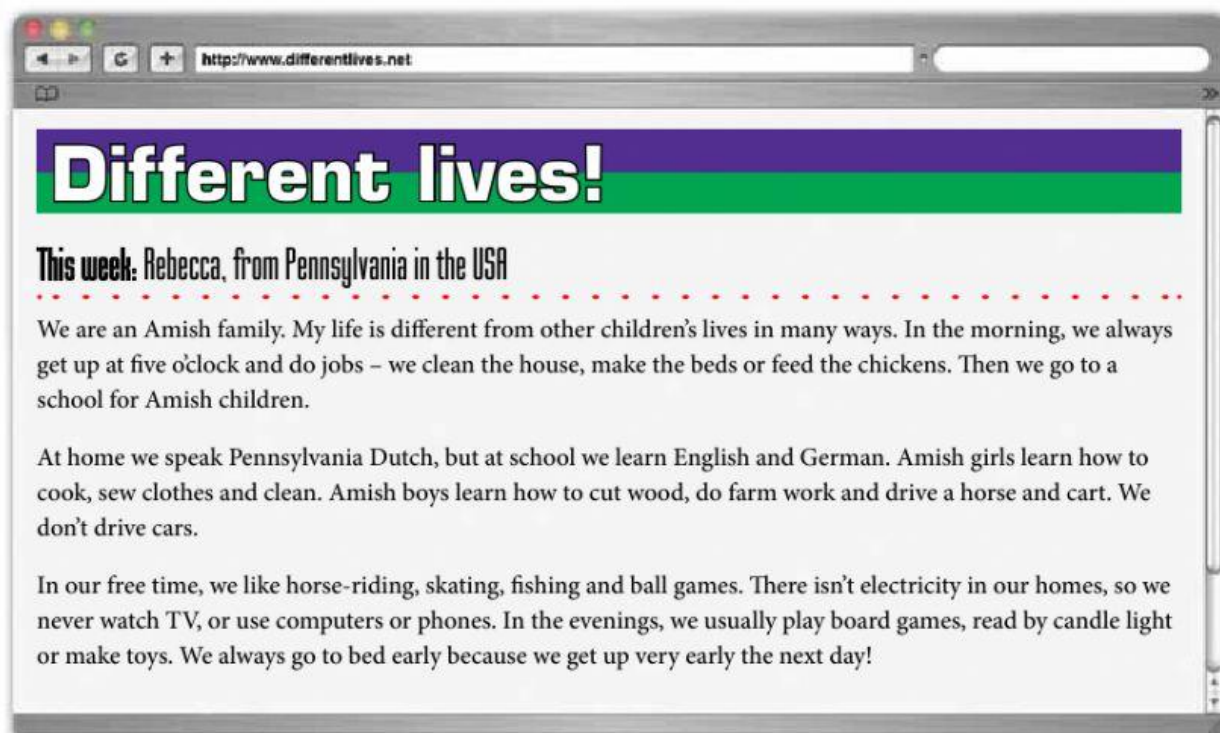 http://www.differentlives.net
Different lives!
This week: Rebecca, from Pennsylvania in the USA
We are an Amish family. My life is different from other children's lives in many ways. In the morning, we always
get up at five o'clock and do jobs – we clean the house, make the beds or feed the chickens. Then we go to a
school for Amish children.
At home we speak Pennsylvania Dutch, but at school we learn English and German. Amish girls learn how to
cook, sew clothes and clean. Amish boys learn how to cut wood, do farm work and drive a horse and cart. We
don't drive cars.
In our free time, we like horse-riding, skating, fishing and ball games. There isn't electricity in our homes, so we
never watch TV, or use computers or phones. In the evenings, we usually play board games, read by candle light
or make toys. We always go to bed early because we get up very early the next day!